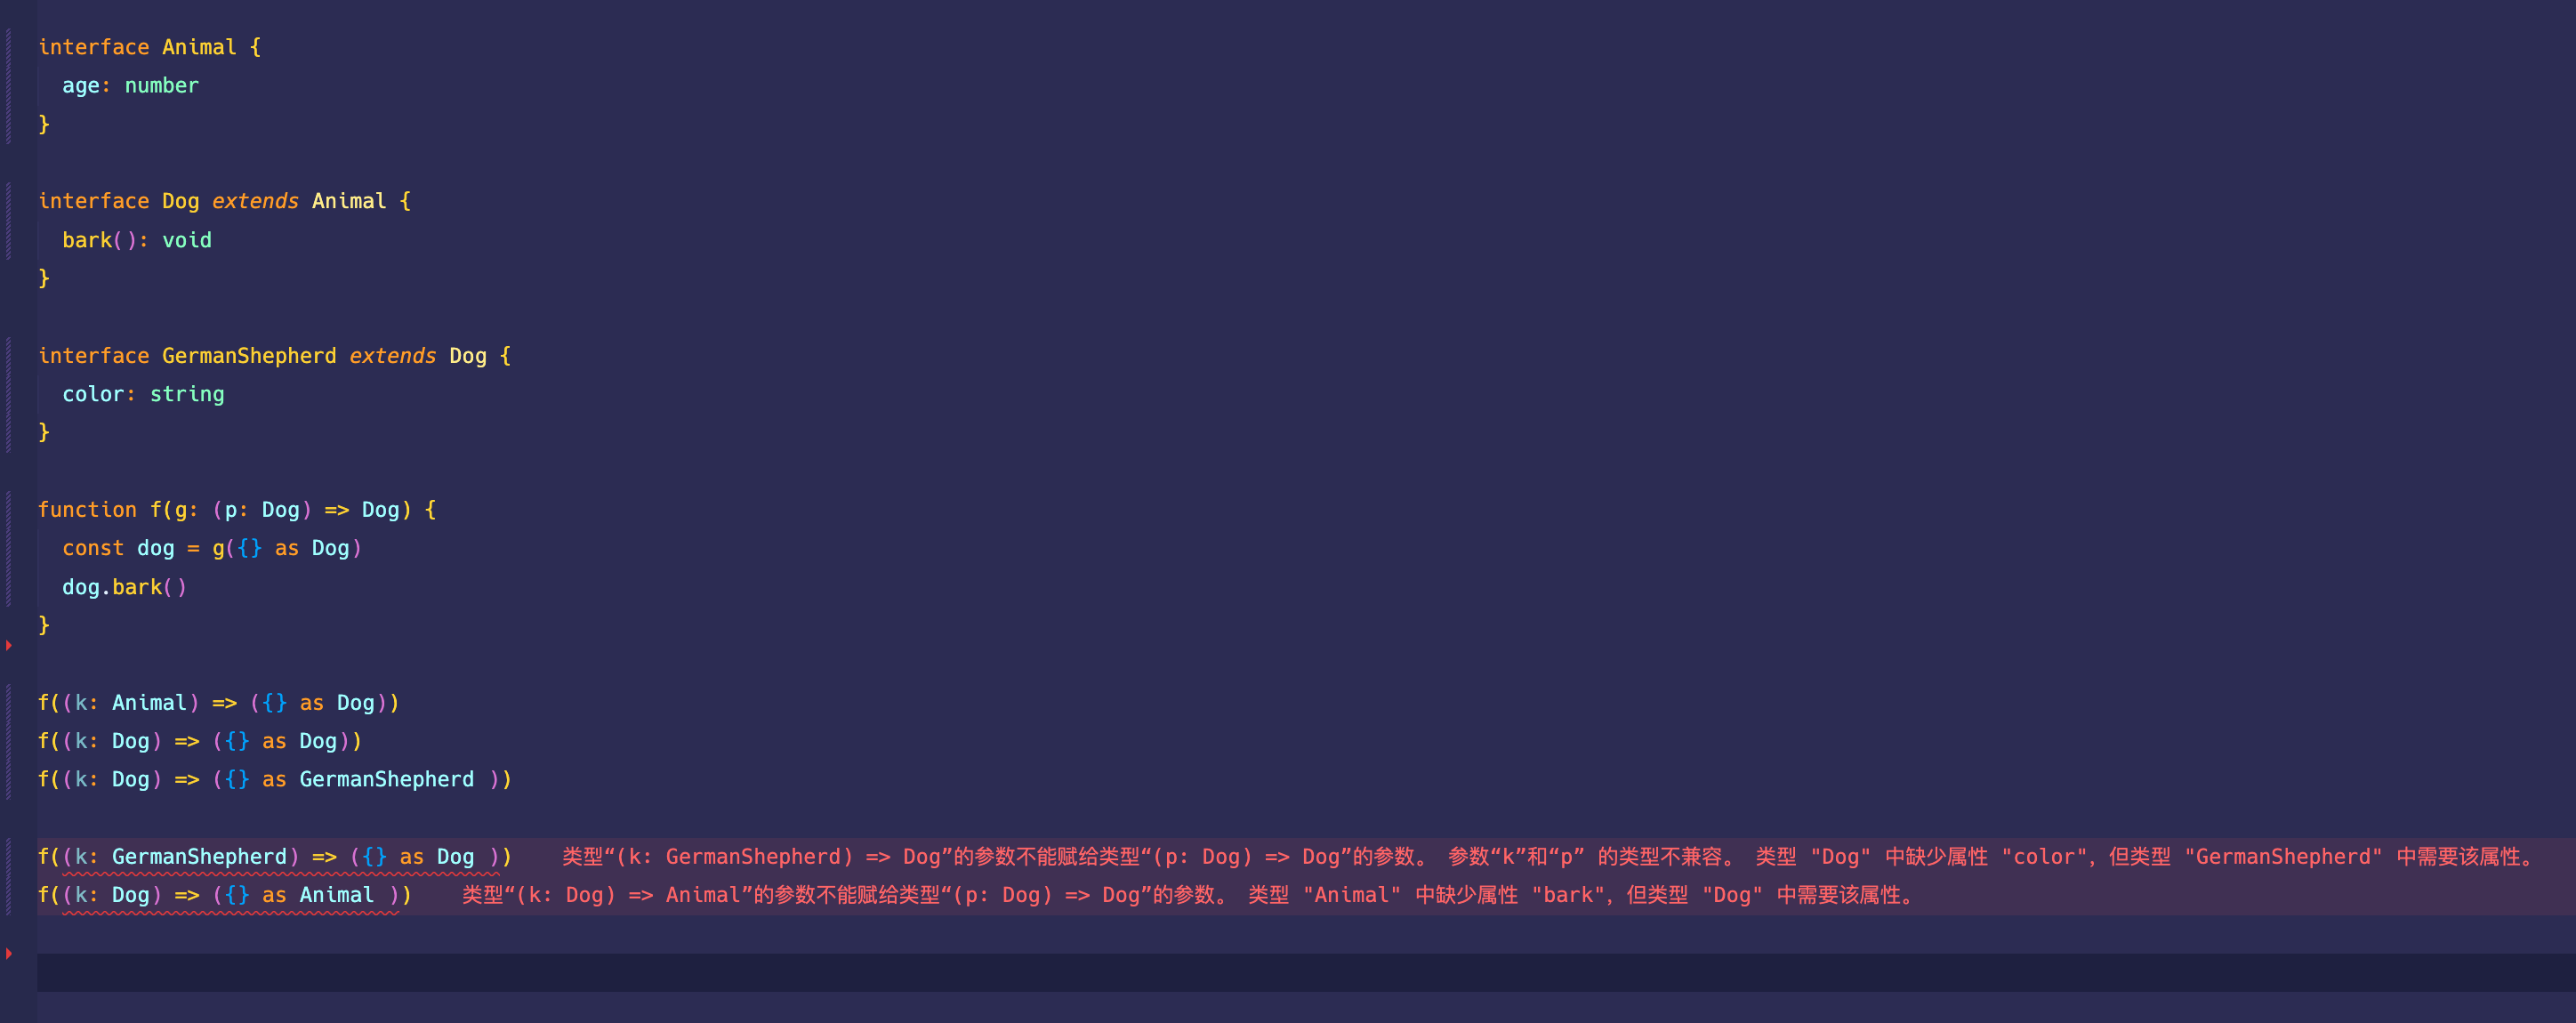 interface Animal {
  age: number
}
interface Dog extends Animal {
  bark(): void
}
interface GermanShepherd extends Dog {
  color: string
}
function f(g: (p: Dog) => Dog) {
  const dog = g({} as Dog)
  dog.bark()
}
f((k: Animal) => ({} as Dog))
f((k: Dog) => ({} as Dog))
f((k: Dog) => ({} as GermanShepherd ))
f((k: GermanShepherd) => ({} as Dog ))    类型“(k: GermanShepherd) => Dog”的参数不能赋给类型“(p: Dog) => Dog”的参数。 参数“k”和“p” 的类型不兼容。 类型 "Dog" 中缺少属性 "color"，但类型 "GermanShepherd" 中需要该属性。
f((k: Dog) => ({} as Animal ))    类型“(k: Dog) => Animal”的参数不能赋给类型“(p: Dog) => Dog”的参数。 类型 "Animal" 中缺少属性 "bark"，但类型 "Dog" 中需要该属性。